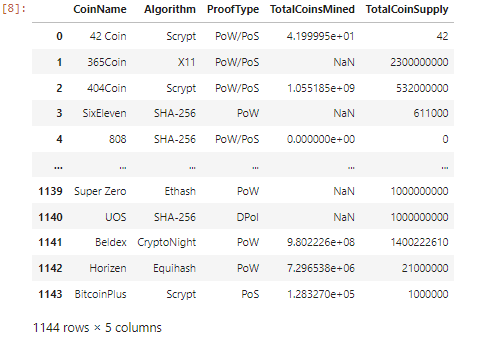 [8]:
CoinName Algorithm ProofType TotalCoinsMined TotalCoinSupply
0 42 Coin Scrypt PoW/PoS 4.199995e+01 42
1 365Coin X11 PoW/PoS NaN 2300000000
2 404Coin Scrypt PoW/PoS 1.055185e+09 532000000
3 SixEleven SHA-256 PoW NaN 611000
4 808 SHA-256 PoW/PoS 0.000000e+00 0
... ... ... ... ... ...
1139 Super Zero Ethash PoW NaN 1000000000
1140 UOS SHA-256 DPoI NaN 1000000000
1141 Beldex CryptoNight PoW 9.802226e+08 1400222610
1142 Horizen Equihash PoW 7.296538e+06 21000000
1143 BitcoinPlus Scrypt PoS 1.283270e+05 1000000
1144 rows × 5 columns